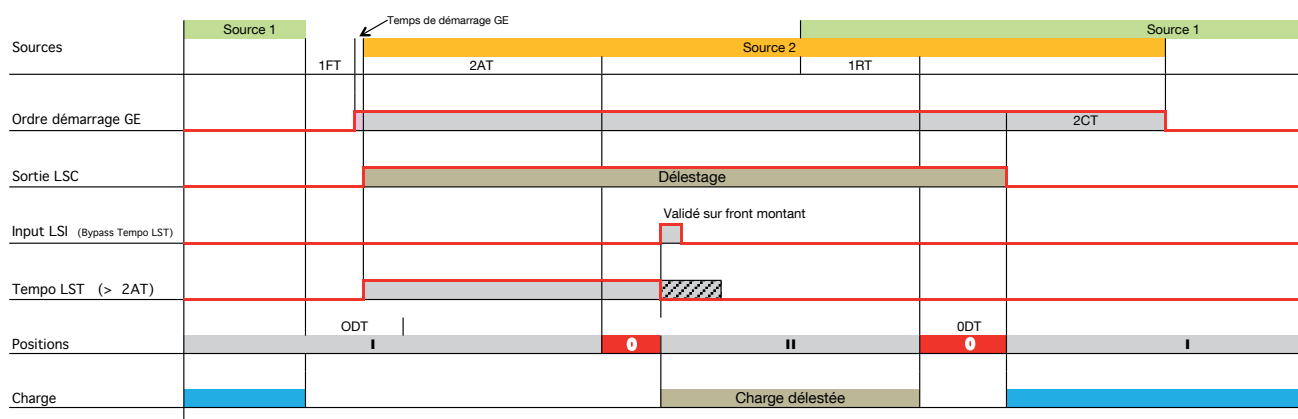 Temps de démarrage GE
Source 1
Source 1
Sources
Source 2
1FT
2AT
1RT
Ordre démarrage GE
2CT
Sortie LSC
Délestage
Validé sur front montant
Input LSI (Bypass Tempo LST)
Tempo LST (> 2AT)
ODT
0DT
Positions
I
0
II
0
I
Charge
Charge délestée